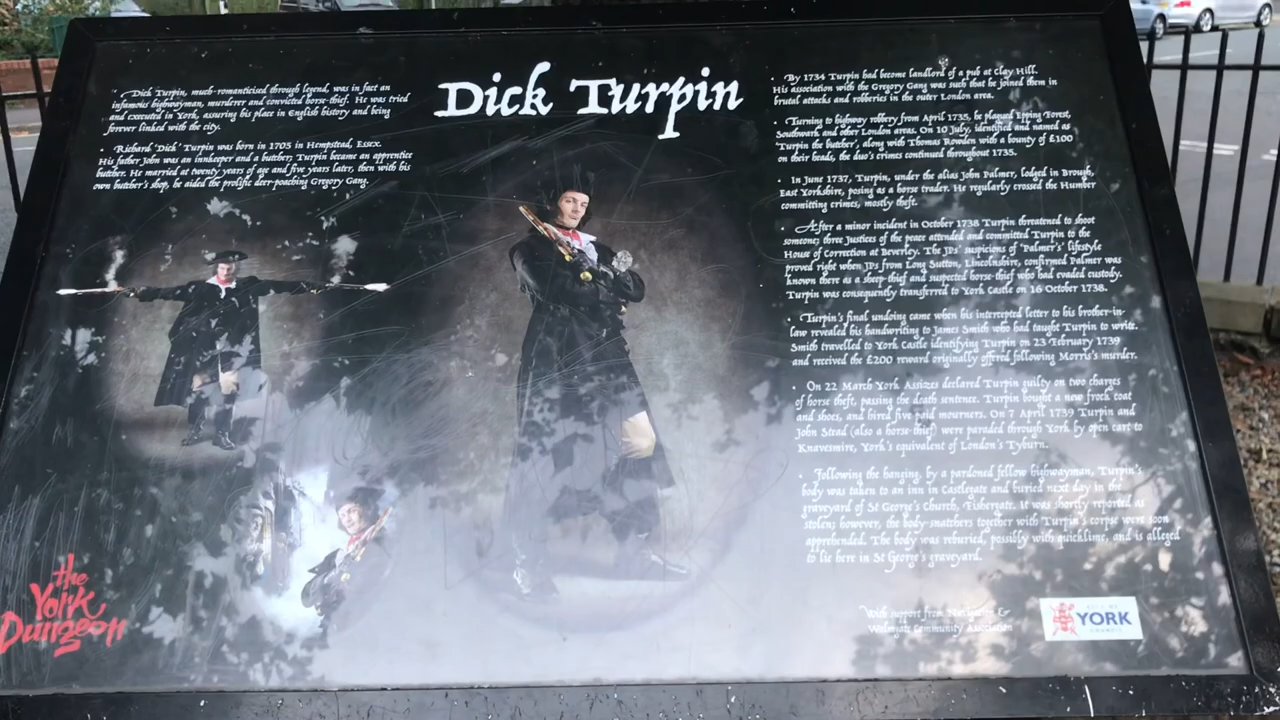 Dick Turpin
• Dick Turpin, much-romanticised through legend, was in fact an
infamous highwayman, murderer and convicted horse-thief. He was tried
and executed in York, assuring his place in English history and being
forever linked with the city.
• Richard 'Dick' Turpin was born in 1705 in Hempstead, Essex.
His father John was an innkeeper and a butcher; Turpin became an apprentice
butcher. He married at twenty years of age and five years later, then with his
own butcher's shop, he aided the prolific deer-poaching Gregory Gang.
• By 1734 Turpin had become landlord of a pub at Clay Hill.
His association with the Gregory Gang was such that he joined them in
brutal attacks and robberies in the outer London area.
• Turning to highway robbery from April 1735, he plagued Epping Forest,
Southwark and other London areas. On 10 July, identified and named as
'Turpin the butcher', along with Thomas Rowden with a bounty of £100
on their heads, the duo's crimes continued throughout 1735.
• In June 1737, Turpin, under the alias John Palmer, lodged in Brough,
East Yorkshire, posing as a horse trader. He regularly crossed the Humber
committing crimes, mostly theft.
• After a minor incident in October 1738 Turpin threatened to shoot
someone; three Justices of the peace attended and committed Turpin to the
House of Correction at Beverley. The JPs' suspicions of 'Palmer's' lifestyle
proved right when JPs from Long Sutton, Lincolnshire, confirmed Palmer was
known there as a sheep-thief and suspected horse-thief who had evaded custody.
Turpin was consequently transferred to York Castle on 16 October 1738.
• Turpin's final undoing came when his intercepted letter to his brother-in-
law revealed his handwriting to James Smith who had taught Turpin to write.
Smith travelled to York Castle identifying Turpin on 23 February 1739
and received the £200 reward originally offered following Morris's murder.
• On 22 March York Assizes declared Turpin guilty on two charges
of horse theft, passing the death sentence. Turpin bought a new frock coat
and shoes, and hired five paid mourners. On 7 April 1739 Turpin and
John Stead (also a horse-thief) were paraded through York by open cart to
Knavesmire, York's equivalent of London's Tyburn.
• Following the hanging, by a pardoned fellow highwayman, Turpin's
body was taken to an inn in Castlegate and buried next day in the
graveyard of St George's Church, Fishergate. It was shortly reported as
stolen; however, the body-snatchers together with Turpin's corpse were soon
apprehended. The body was reburied, possibly with quicklime, and is alleged
to lie here in St George's graveyard.
the
York
Dungeon
With support from Navigation &
Walmgate Community Association
CITY OF
YORK
COUNCIL